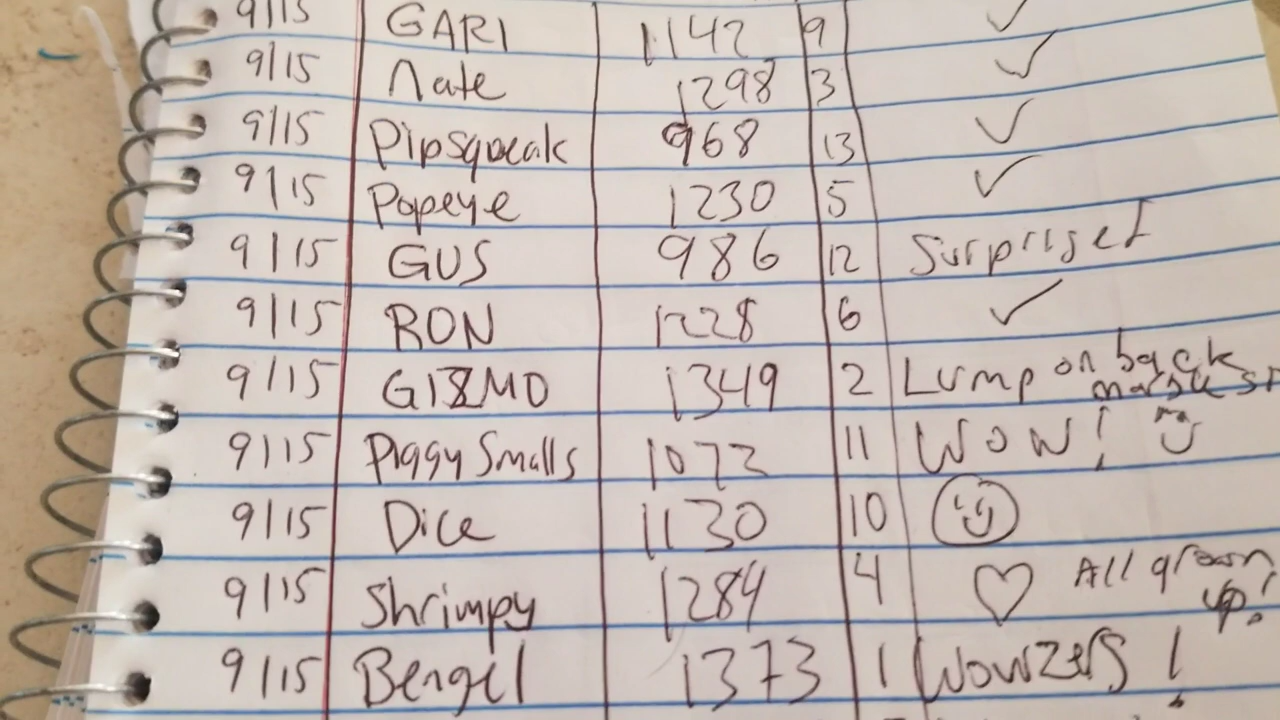 9/15 GARI 1142 9 ✓
9/15 Nate 1298 3 ✓
9/15 Pipsqueak 968 13 ✓
9/15 Popeye 1230 5 ✓
9/15 GUS 986 12 Surprised
9/15 RON 1228 6 ✓
9/15 GIZMO 1349 2 Lump on back
9/15 Piggy Smalls 1072 11 WOW!
9/15 Dice 1130 10
9/15 Shrimpy 1284 4 ♡ All grown up!
9/15 Bengel 1373 1 Wowzers!